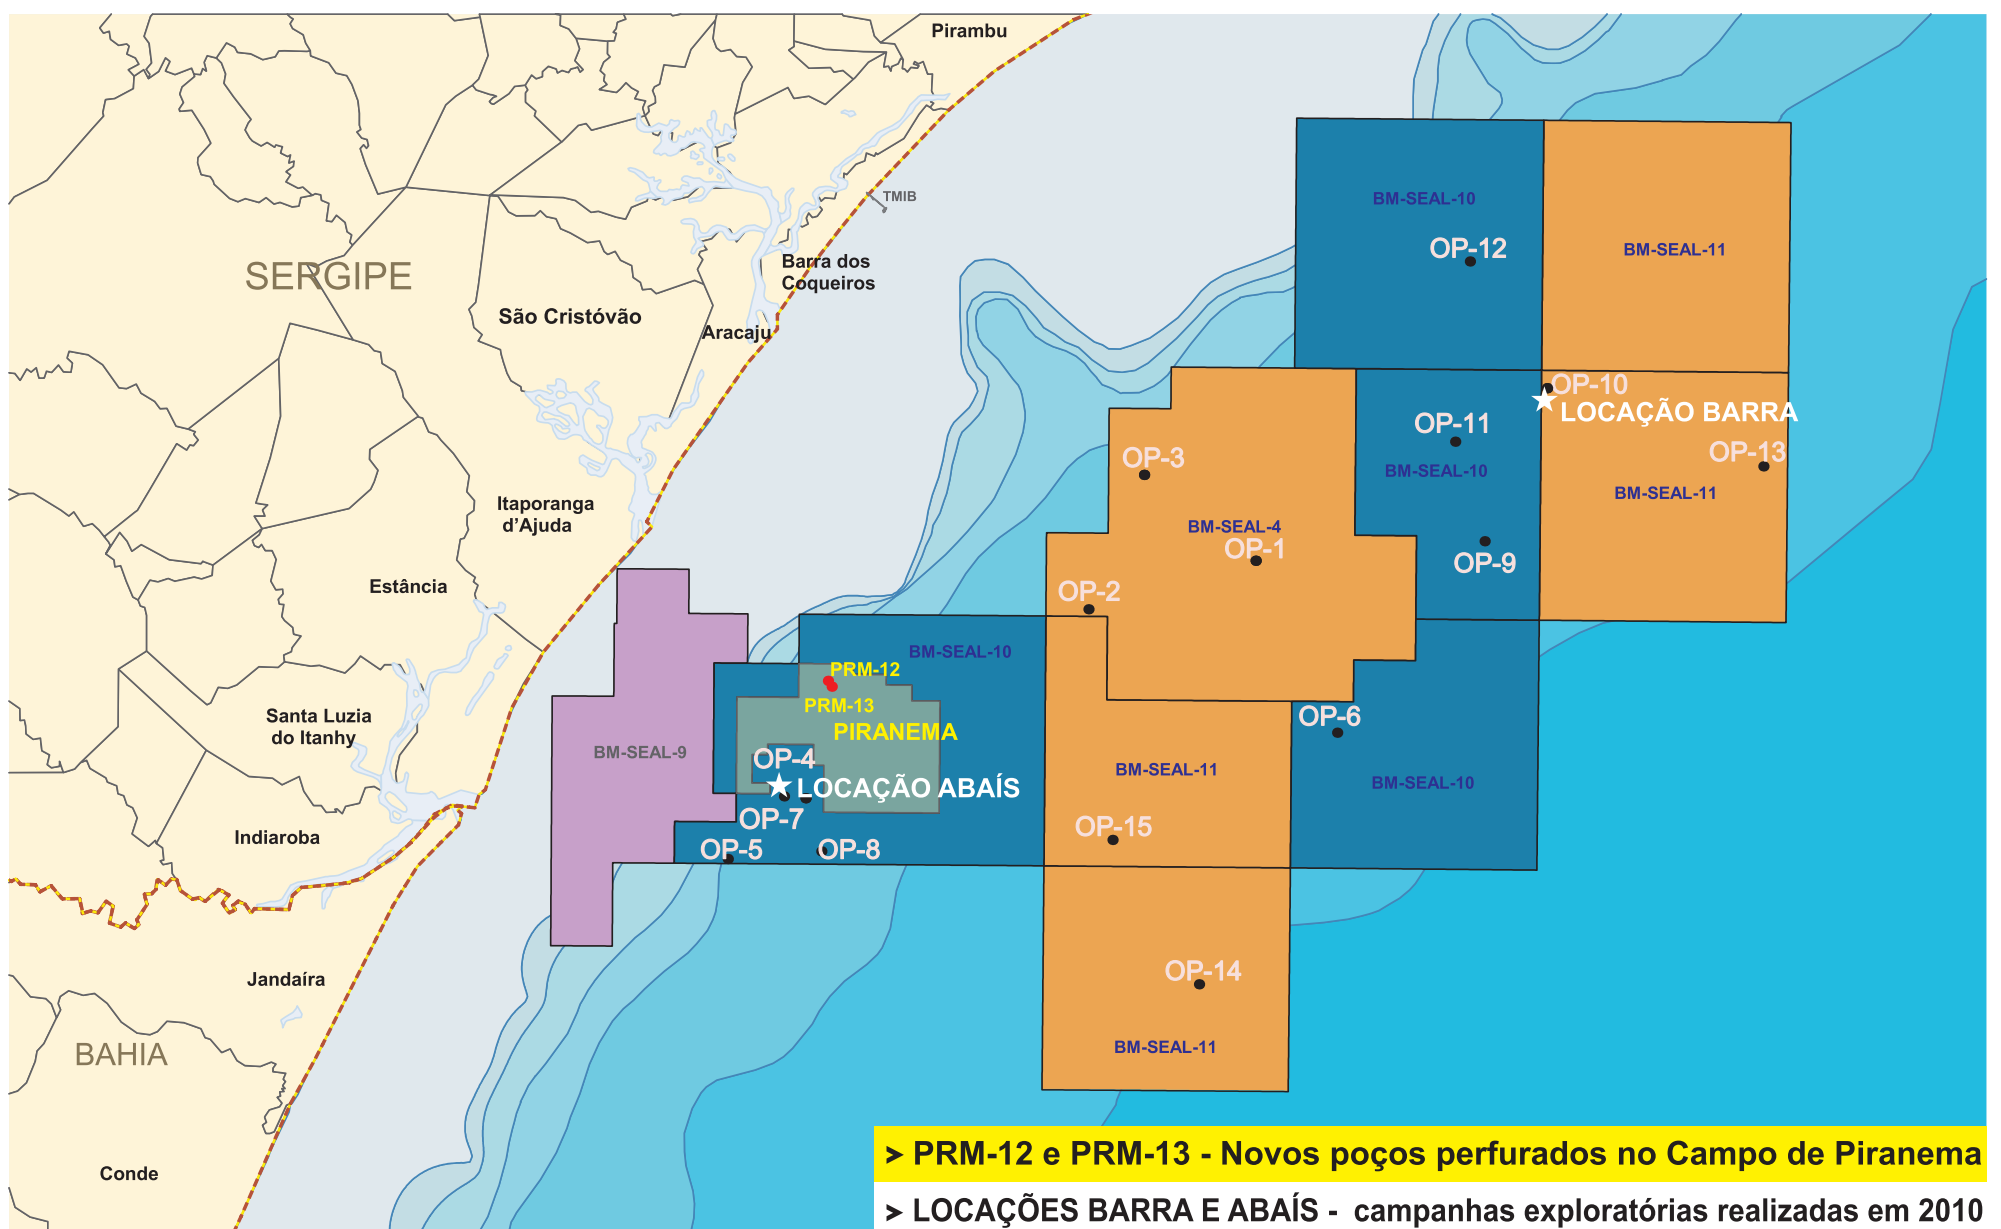 Pirambu
TMIB
BM-SEAL-10
OP-12
BM-SEAL-11
SERGIPE
Barra dos
Coqueiros
São Cristóvão
Aracaju
OP-10
LOCAÇÃO BARRA
OP-11
OP-3
OP-13
BM-SEAL-10
BM-SEAL-11
Itaporanga
d’Ajuda
BM-SEAL-4
OP-1
OP-9
Estância
OP-2
BM-SEAL-10
PRM-12
PRM-13
PIRANEMA
Santa Luzia
do Itanhy
OP-6
BM-SEAL-9
OP-4
BM-SEAL-11
BM-SEAL-10
LOCAÇÃO ABAÍS
OP-7
OP-15
Indiaroba
OP-5
OP-8
Jandaíra
OP-14
BM-SEAL-11
BAHIA
Conde
> PRM-12 e PRM-13 - Novos poços perfurados no Campo de Piranema
> LOCAÇÕES BARRA E ABAÍS - campanhas exploratórias realizadas em 2010